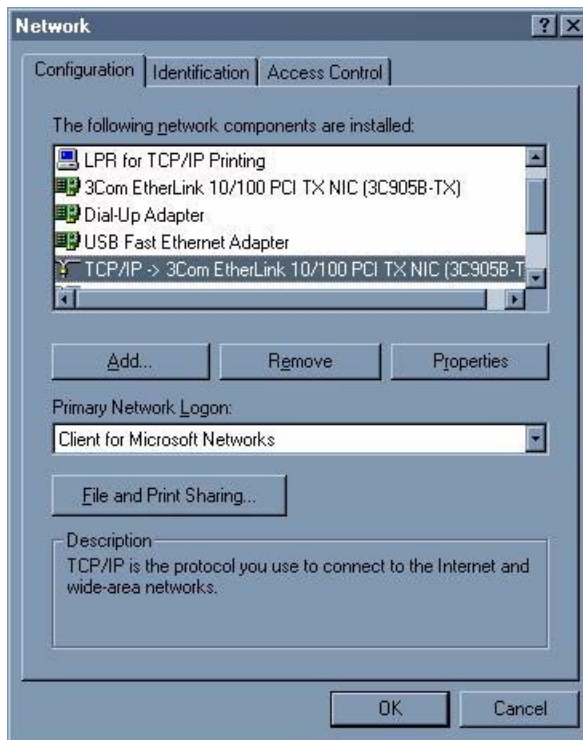 Network
Configuration Identification Access Control
The following network components are installed:
LPR for TCP/IP Printing
3Com EtherLink 10/100 PCI TX NIC (3C905B-TX)
Dial-Up Adapter
USB Fast Ethernet Adapter
TCP/IP -> 3Com EtherLink 10/100 PCI TX NIC (3C905B-T
Add... Remove Properties
Primary Network Logon:
Client for Microsoft Networks
File and Print Sharing...
Description
TCP/IP is the protocol you use to connect to the Internet and
wide-area networks.
OK Cancel